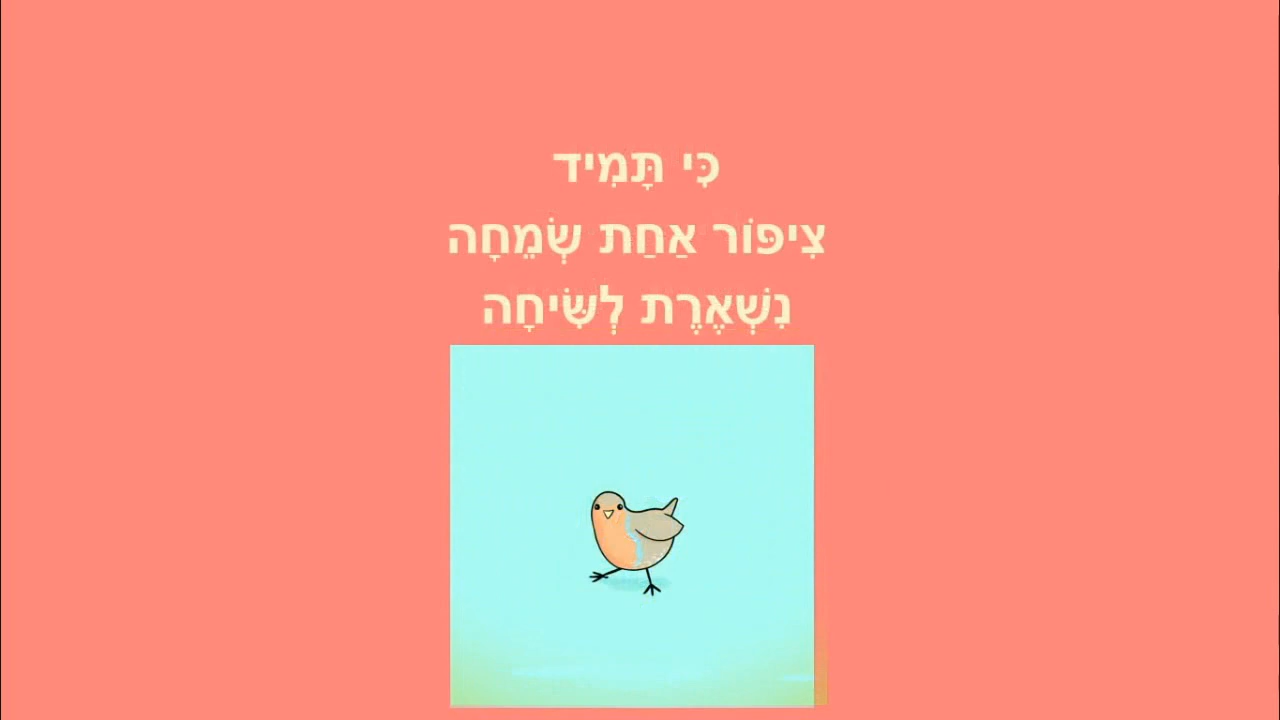 כִּי תָּמִיד
צִיפּוֹר אַחַת שְׂמֵחָה
נִשְׁאֶרֶת לְשִּׂיחָה